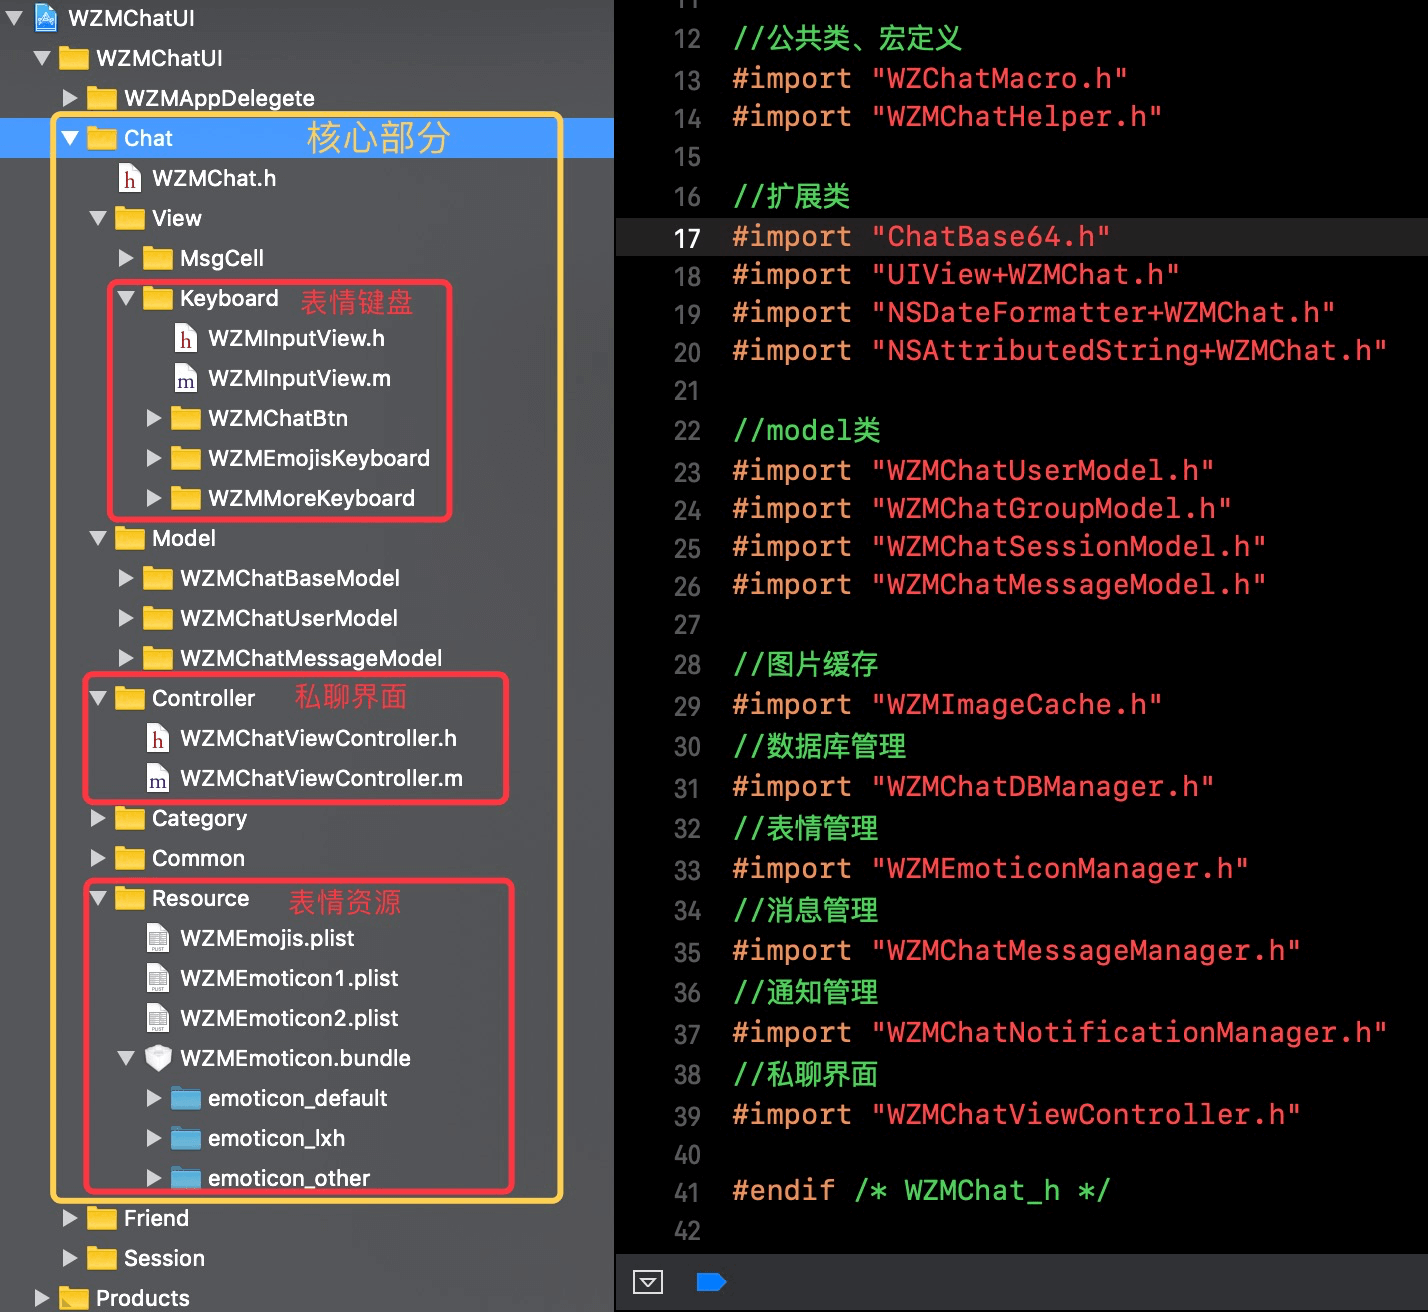 WZMChatUI
WZMChatUI
WZMAppDelegete
Chat 核心部分
WZMChat.h
View
MsgCell
Keyboard 表情键盘
WZMInputView.h
WZMInputView.m
WZMChatBtn
WZMEmojisKeyboard
WZMMoreKeyboard
Model
WZMChatBaseModel
WZMChatUserModel
WZMChatMessageModel
Controller 私聊界面
WZMChatViewController.h
WZMChatViewController.m
Category
Common
Resource 表情资源
WZMEmojis.plist
WZMEmoticon1.plist
WZMEmoticon2.plist
WZMEmoticon.bundle
emoticon_default
emoticon_lxh
emoticon_other
Friend
Session
Products
12 //公共类、宏定义
13 #import "WZChatMacro.h"
14 #import "WZMChatHelper.h"
15
16 //扩展类
17 #import "ChatBase64.h"
18 #import "UIView+WZMChat.h"
19 #import "NSDateFormatter+WZMChat.h"
20 #import "NSAttributedString+WZMChat.h"
21
22 //model类
23 #import "WZMChatUserModel.h"
24 #import "WZMChatGroupModel.h"
25 #import "WZMChatSessionModel.h"
26 #import "WZMChatMessageModel.h"
27
28 //图片缓存
29 #import "WZMImageCache.h"
30 //数据库管理
31 #import "WZMChatDBManager.h"
32 //表情管理
33 #import "WZMEmoticonManager.h"
34 //消息管理
35 #import "WZMChatMessageManager.h"
36 //通知管理
37 #import "WZMChatNotificationManager.h"
38 //私聊界面
39 #import "WZMChatViewController.h"
40
41 #endif /* WZMChat_h */
42